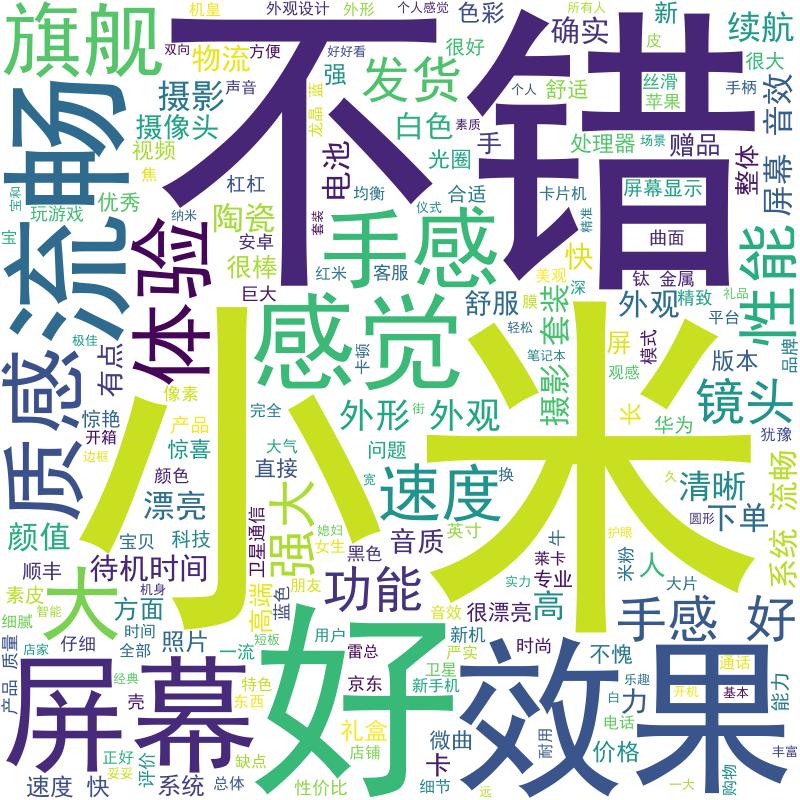 机皇
外观设计
外形
个人感觉
色彩
所有人
新
续航
旗舰
双向
方便
好好看
很好
确实
皮
很大
物流
强
发货
舒适
丝滑
苹果
手柄
音效
不错
摄影
声音
蓝
龙晶
个人
摄像头
白色
素质
手
处理器
场景
赠品
整体
流畅
视频
电池
光圈
焦
宝和
优秀
杠杠
均衡
合适
卡片机
屏幕显示
屏幕
玩游戏
纳米
套装
仪式
精准
陶瓷
手感
曲面
宝
体验
安卓
很棒
红米
客服
快
美观
钛 金属
性能
巨大
深
感觉
舒服
套装
外观
精致
礼品
膜
平台
极佳
有点
卡顿
轻松
屏
模式
品牌
笔记本
版本
质感
像素
摄影
观感
镜头
惊艳
产品
完全
街
外形
外观
长
华为
犹豫
开箱
惊喜
大气
问题
小米
边框
颜色
直接
宽
速度
换
久
清晰
流畅
漂亮
强大
圆形
下单
颜值
宝贝
科技
卫星通信
媳妇
音质
英寸
牛
护眼
女生
黑色
莱卡
米粉
人
系统
顺丰
待机时间
机身
朋友
功能
专业
大片
素皮
智能
大
方面
高端
蓝色
实力
音效
很漂亮
高
手感
好
细腻
时间
短板
用户
新机
时尚
店家
仔细
全部
照片
一流
雷总
严实
不愧
通话
质量
产品
经典
特色
卫星
乐趣
屏幕
壳
东西
好
京东
新手机
效果
白
力
开机
基本
能力
礼盒
电话
正好
缺点
店铺
微曲
耐用
价格
丰富
妥妥
评价
卡
速度
快
系统
总体
性价比
细节
远
一大
购物